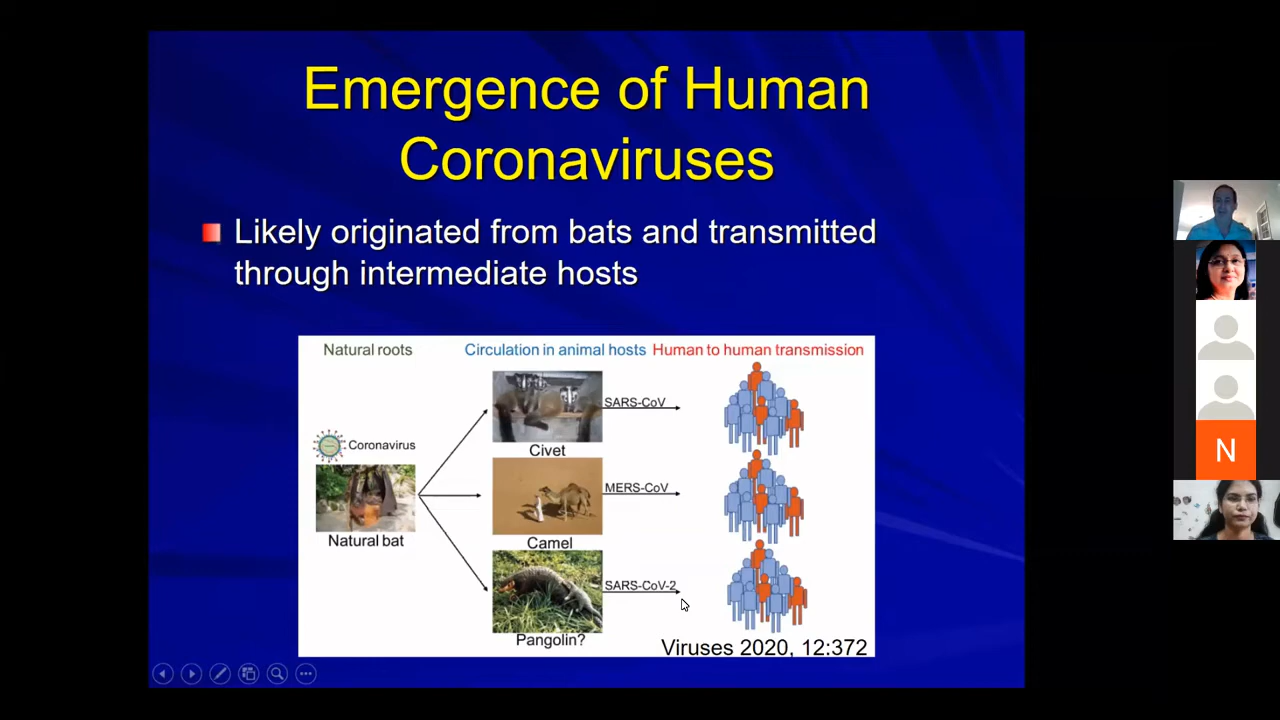 Emergence of Human
Coronaviruses
Likely originated from bats and transmitted
through intermediate hosts
Natural roots
Circulation in animal hosts
Human to human transmission
Coronavirus
Natural bat
SARS-CoV
Civet
MERS-CoV
Camel
SARS-CoV-2
Pangolin?
Viruses 2020, 12:372
N